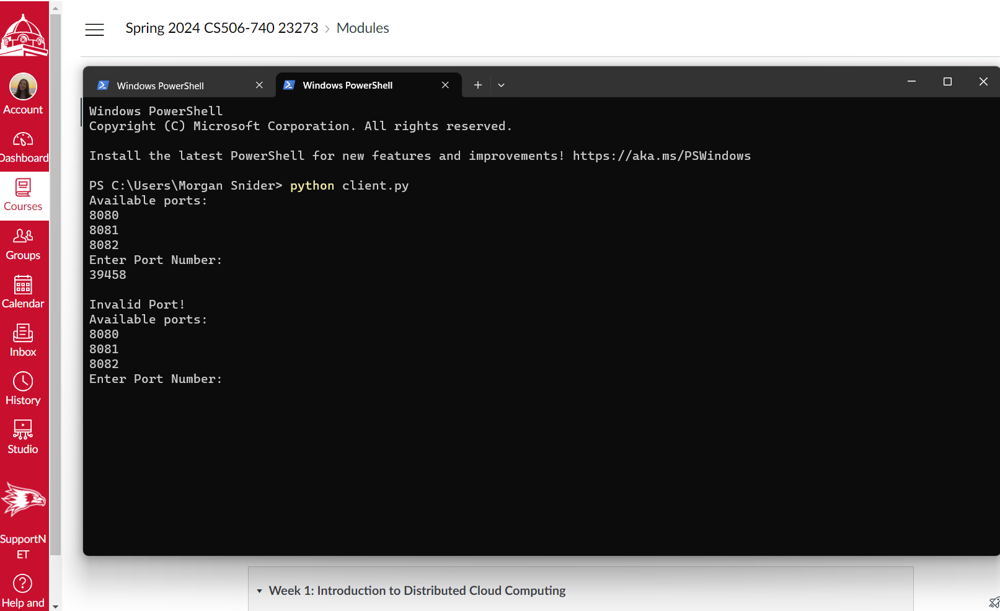 Spring 2024 CS506-740 23273 > Modules
Account
Dashboard
Courses
Groups
Calendar
Inbox
History
Studio
SupportN
ET
Help and
Windows PowerShell
Windows PowerShell
Windows PowerShell
Copyright (C) Microsoft Corporation. All rights reserved.
Install the latest PowerShell for new features and improvements! https://aka.ms/PSWindows
PS C:\Users\Morgan Snider> python client.py
Available ports:
8080
8081
8082
Enter Port Number:
39458
Invalid Port!
Available ports:
8080
8081
8082
Enter Port Number:
Week 1: Introduction to Distributed Cloud Computing